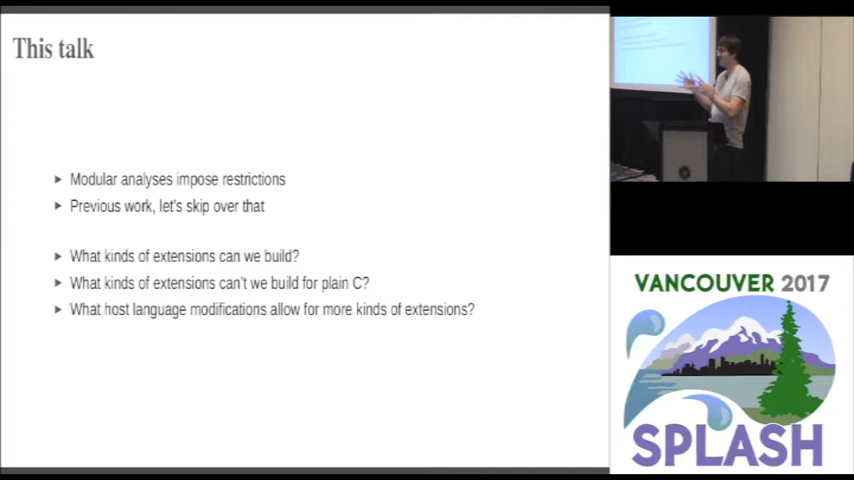 This talk
Modular analyses impose restrictions
Previous work, let's skip over that
What kinds of extensions can we build?
What kinds of extensions can't we build for plain C?
What host language modifications allow for more kinds of extensions?
VANCOUVER 2017
SPLASH